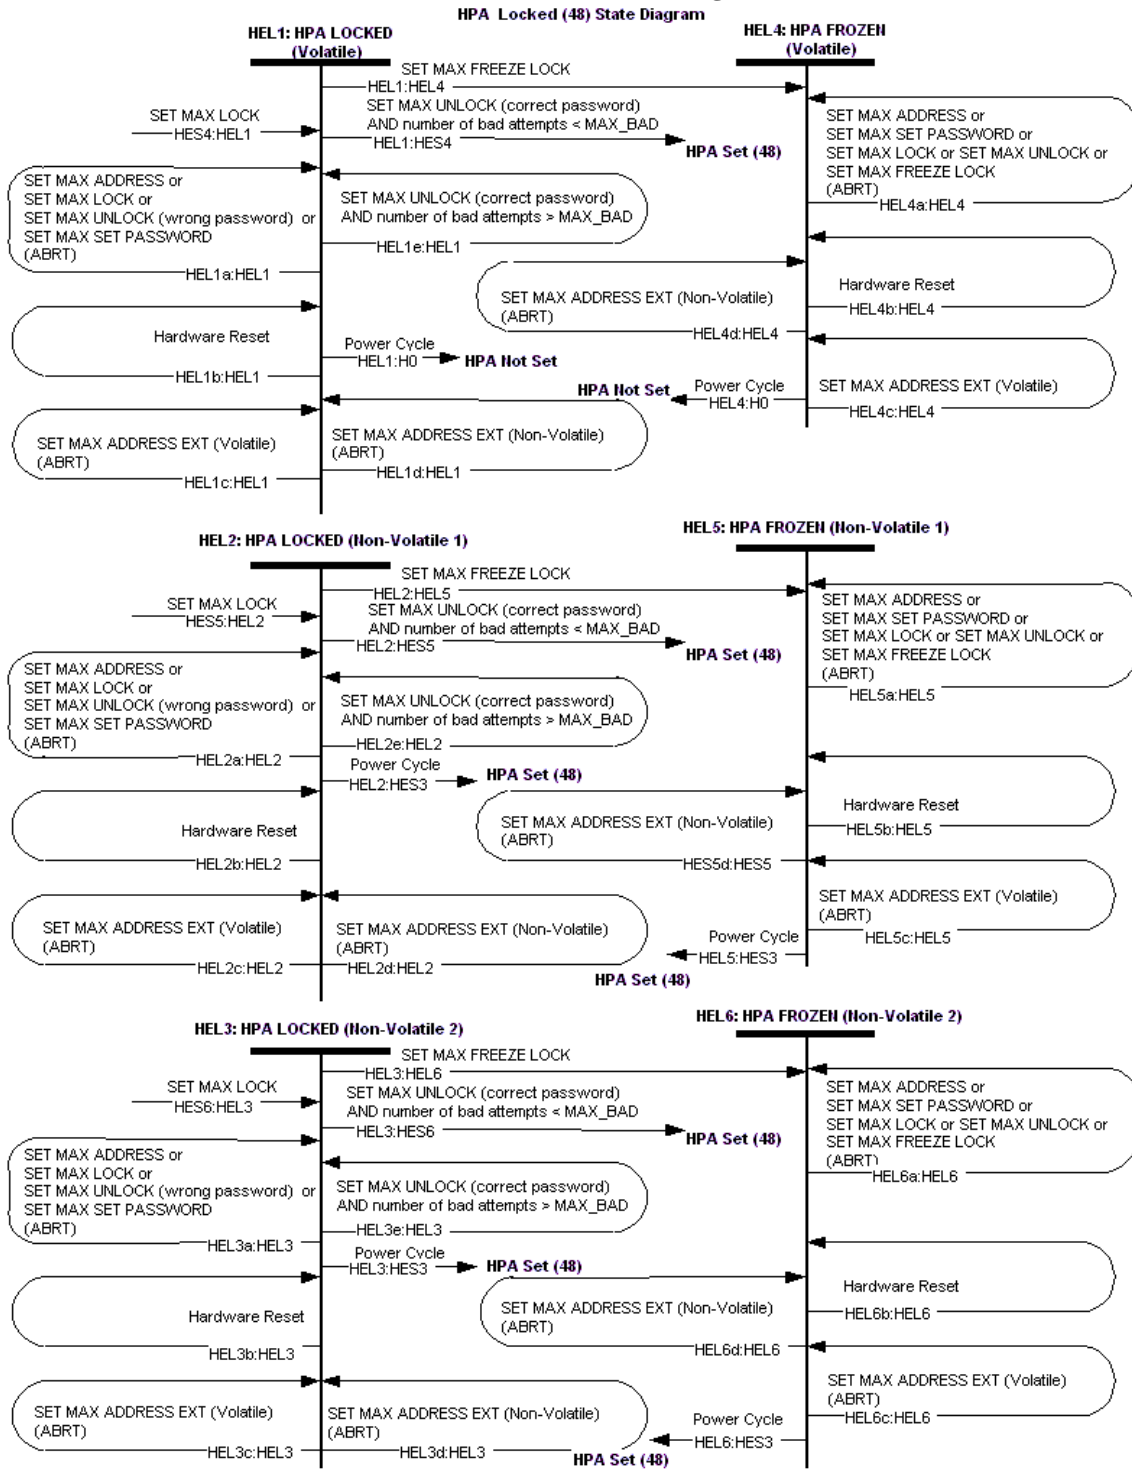 HPA Locked (48) State Diagram
HEL1: HPA LOCKED
(Volatile)
HEL4: HPA FROZEN
(Volatile)
SET MAX FREEZE LOCK
HEL1:HEL4
SET MAX UNLOCK (correct password)
AND number of bad attempts < MAX_BAD
HEL1:HES4
HPA Set (48)
SET MAX LOCK
HES4:HEL1
SET MAX ADDRESS or
SET MAX LOCK or
SET MAX UNLOCK (wrong password) or
SET MAX SET PASSWORD
(ABRT)
HEL1a:HEL1
SET MAX UNLOCK (correct password)
AND number of bad attempts > MAX_BAD
HEL1e:HEL1
SET MAX ADDRESS or
SET MAX SET PASSWORD or
SET MAX LOCK or SET MAX UNLOCK or
SET MAX FREEZE LOCK
(ABRT)
HEL4a:HEL4
Hardware Reset
HEL4b:HEL4
SET MAX ADDRESS EXT (Non-Volatile)
(ABRT)
HEL4d:HEL4
Hardware Reset
HEL1b:HEL1
Power Cycle
HEL1:H0
HPA Not Set
HPA Not Set
Power Cycle
HEL4:H0
SET MAX ADDRESS EXT (Volatile)
HEL4c:HEL4
SET MAX ADDRESS EXT (Volatile)
(ABRT)
HEL1c:HEL1
SET MAX ADDRESS EXT (Non-Volatile)
(ABRT)
HEL1d:HEL1
HEL2: HPA LOCKED (Non-Volatile 1)
HEL5: HPA FROZEN (Non-Volatile 1)
SET MAX FREEZE LOCK
HEL2:HEL5
SET MAX UNLOCK (correct password)
AND number of bad attempts < MAX_BAD
HEL2:HES5
HPA Set (48)
SET MAX LOCK
HES5:HEL2
SET MAX ADDRESS or
SET MAX LOCK or
SET MAX UNLOCK (wrong password) or
SET MAX SET PASSWORD
(ABRT)
HEL2a:HEL2
SET MAX UNLOCK (correct password)
AND number of bad attempts > MAX_BAD
HEL2e:HEL2
Power Cycle
HEL2:HES3
HPA Set (48)
SET MAX ADDRESS or
SET MAX SET PASSWORD or
SET MAX LOCK or SET MAX UNLOCK or
SET MAX FREEZE LOCK
(ABRT)
HEL5a:HEL5
Hardware Reset
HEL5b:HEL5
SET MAX ADDRESS EXT (Non-Volatile)
(ABRT)
HES5d:HES5
Hardware Reset
HEL2b:HEL2
SET MAX ADDRESS EXT (Volatile)
(ABRT)
HEL5c:HEL5
SET MAX ADDRESS EXT (Volatile)
(ABRT)
HEL2c:HEL2
SET MAX ADDRESS EXT (Non-Volatile)
(ABRT)
HEL2d:HEL2
Power Cycle
HEL5:HES3
HPA Set (48)
HEL3: HPA LOCKED (Non-Volatile 2)
HEL6: HPA FROZEN (Non-Volatile 2)
SET MAX FREEZE LOCK
HEL3:HEL6
SET MAX UNLOCK (correct password)
AND number of bad attempts < MAX_BAD
HEL3:HES6
HPA Set (48)
SET MAX LOCK
HES6:HEL3
SET MAX ADDRESS or
SET MAX LOCK or
SET MAX UNLOCK (wrong password) or
SET MAX SET PASSWORD
(ABRT)
HEL3a:HEL3
SET MAX UNLOCK (correct password)
AND number of bad attempts > MAX_BAD
HEL3e:HEL3
Power Cycle
HEL3:HES3
HPA Set (48)
SET MAX ADDRESS or
SET MAX SET PASSWORD or
SET MAX LOCK or SET MAX UNLOCK or
SET MAX FREEZE LOCK
(ABRT)
HEL6a:HEL6
Hardware Reset
HEL6b:HEL6
SET MAX ADDRESS EXT (Non-Volatile)
(ABRT)
HEL6d:HEL6
Hardware Reset
HEL3b:HEL3
SET MAX ADDRESS EXT (Volatile)
(ABRT)
HEL6c:HEL6
SET MAX ADDRESS EXT (Volatile)
(ABRT)
HEL3c:HEL3
SET MAX ADDRESS EXT (Non-Volatile)
(ABRT)
HEL3d:HEL3
Power Cycle
HEL6:HES3
HPA Set (48)